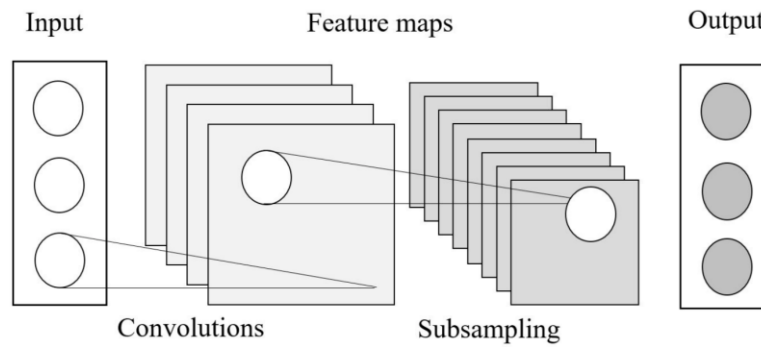 Input
Feature maps
Output
Convolutions
Subsampling